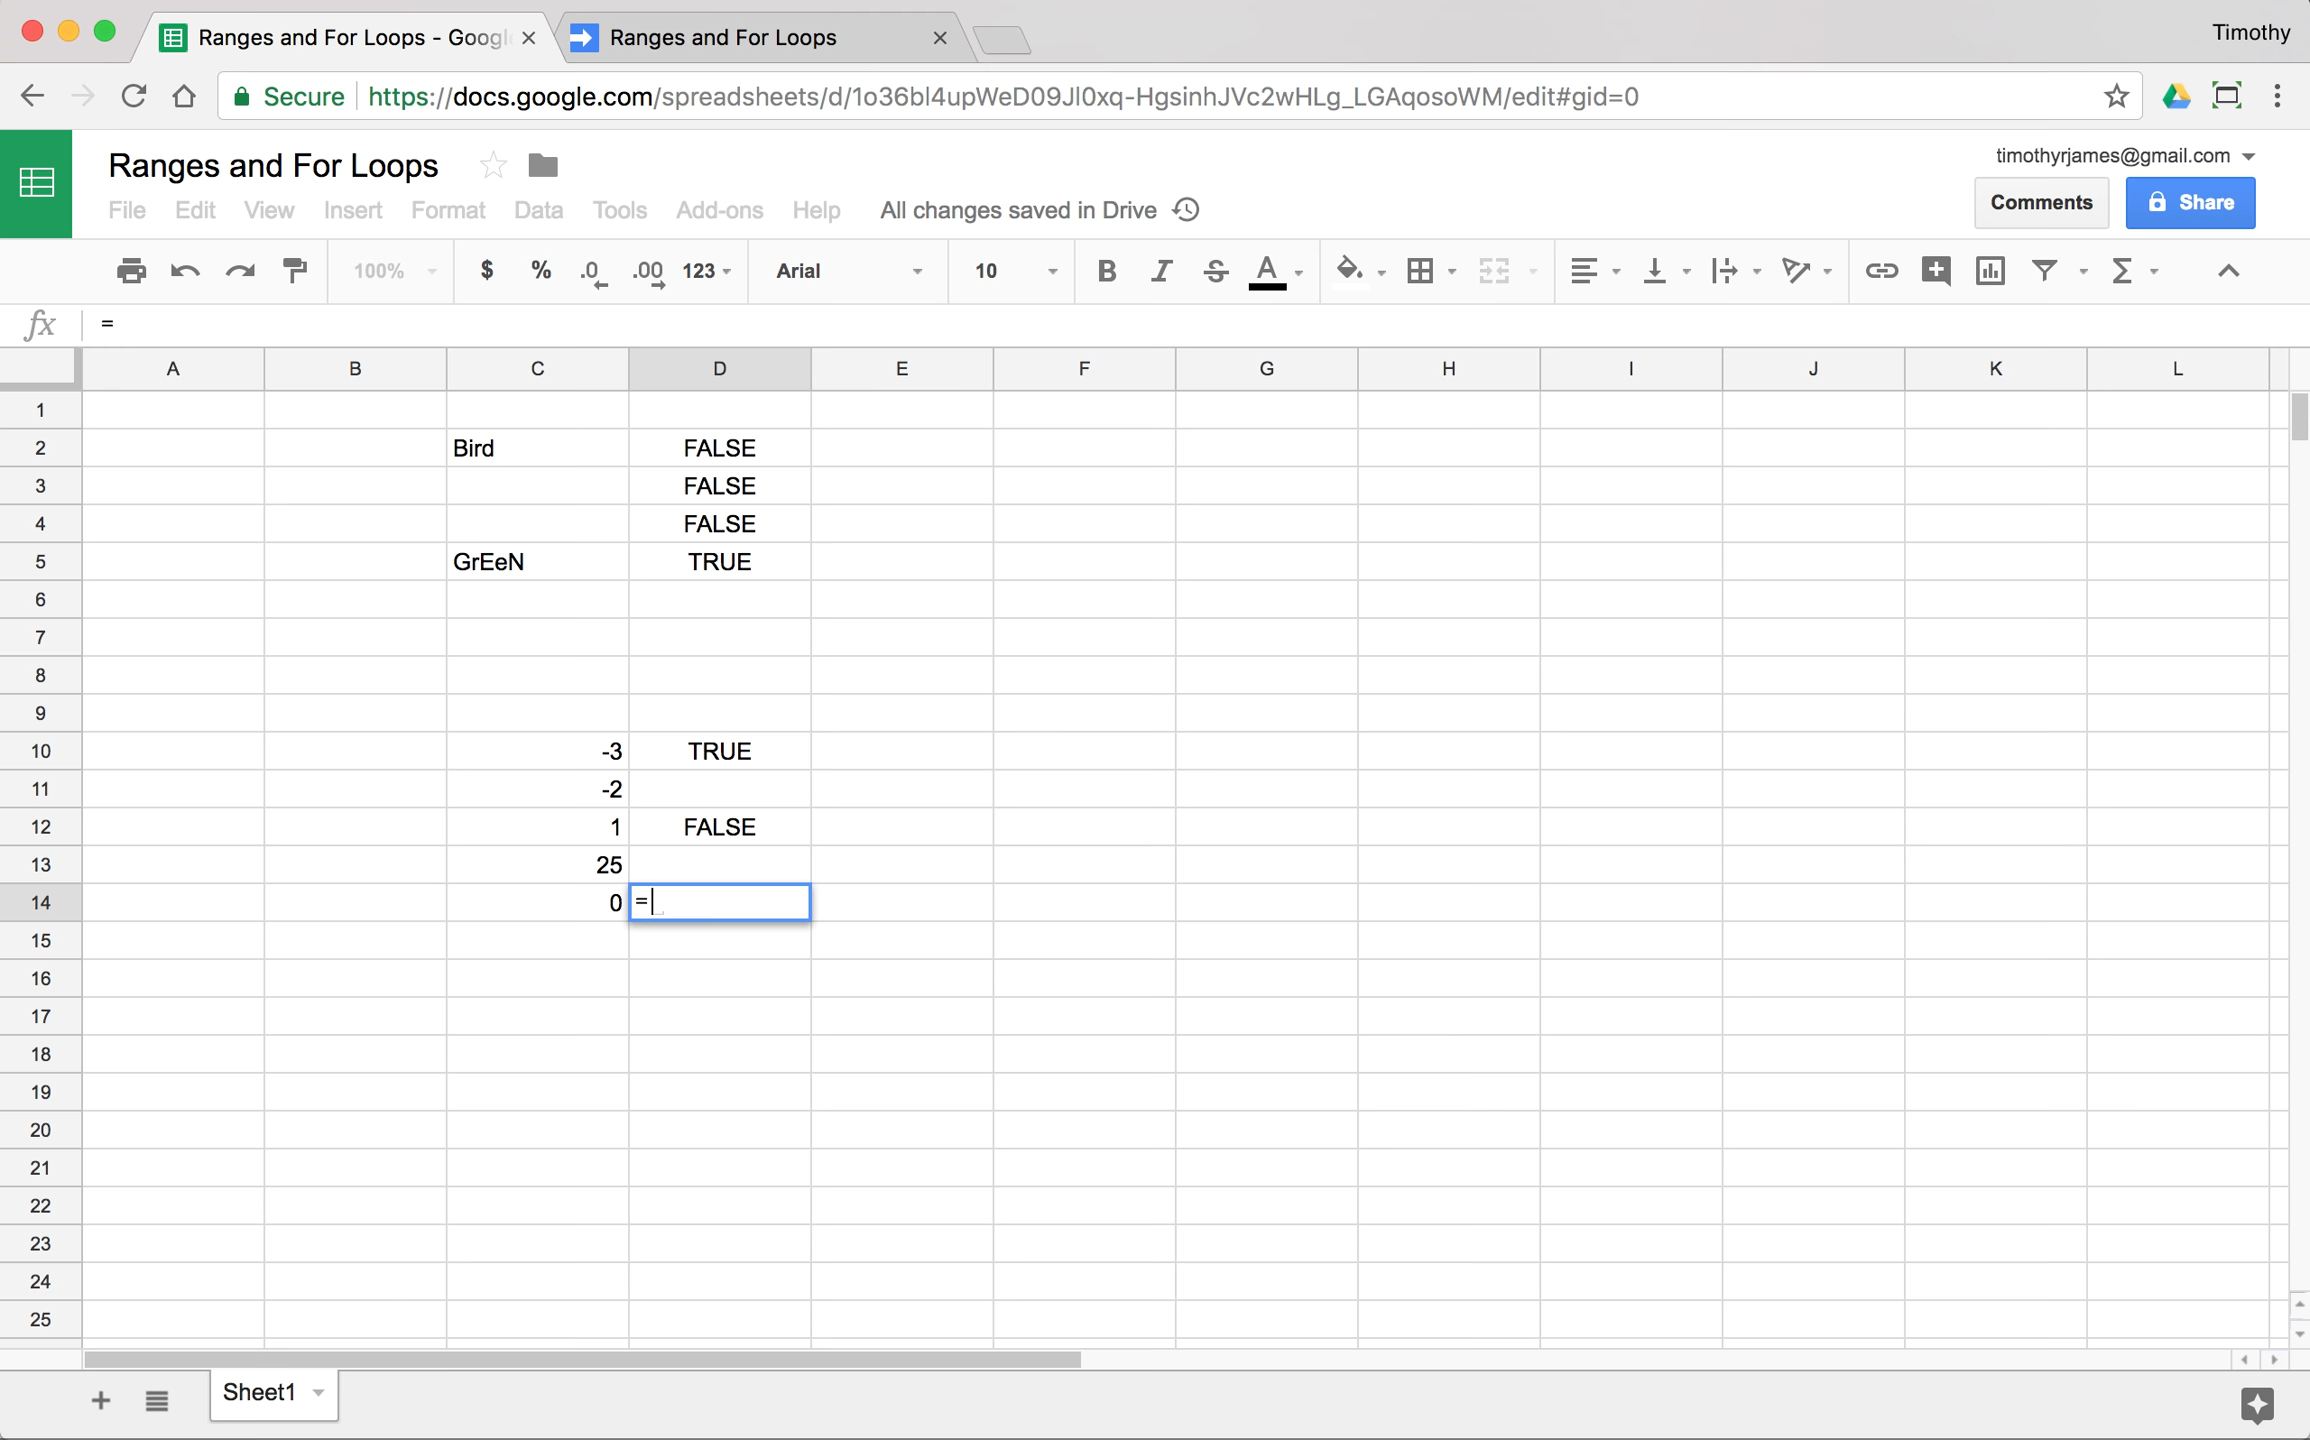 Ranges and For Loops - Googl
Ranges and For Loops
Timothy
Secure
https://docs.google.com/spreadsheets/d/1o36bl4upWeD09Jl0xq-HgsinhJVc2wHLg_LGAqosoWM/edit#gid=0
Ranges and For Loops
timothyrjames@gmail.com
File Edit View Insert Format Data Tools Add-ons Help All changes saved in Drive
Comments
Share
100% $ % .0 .00 123 Arial 10 B I S A Σ
fx =
A B C D E F G H I J K L
1
2 Bird FALSE
3 FALSE
4 FALSE
5 GrEeN TRUE
6
7
8
9
10 -3 TRUE
11 -2
12 1 FALSE
13 25
14 0 =
15
16
17
18
19
20
21
22
23
24
25
+ Sheet1